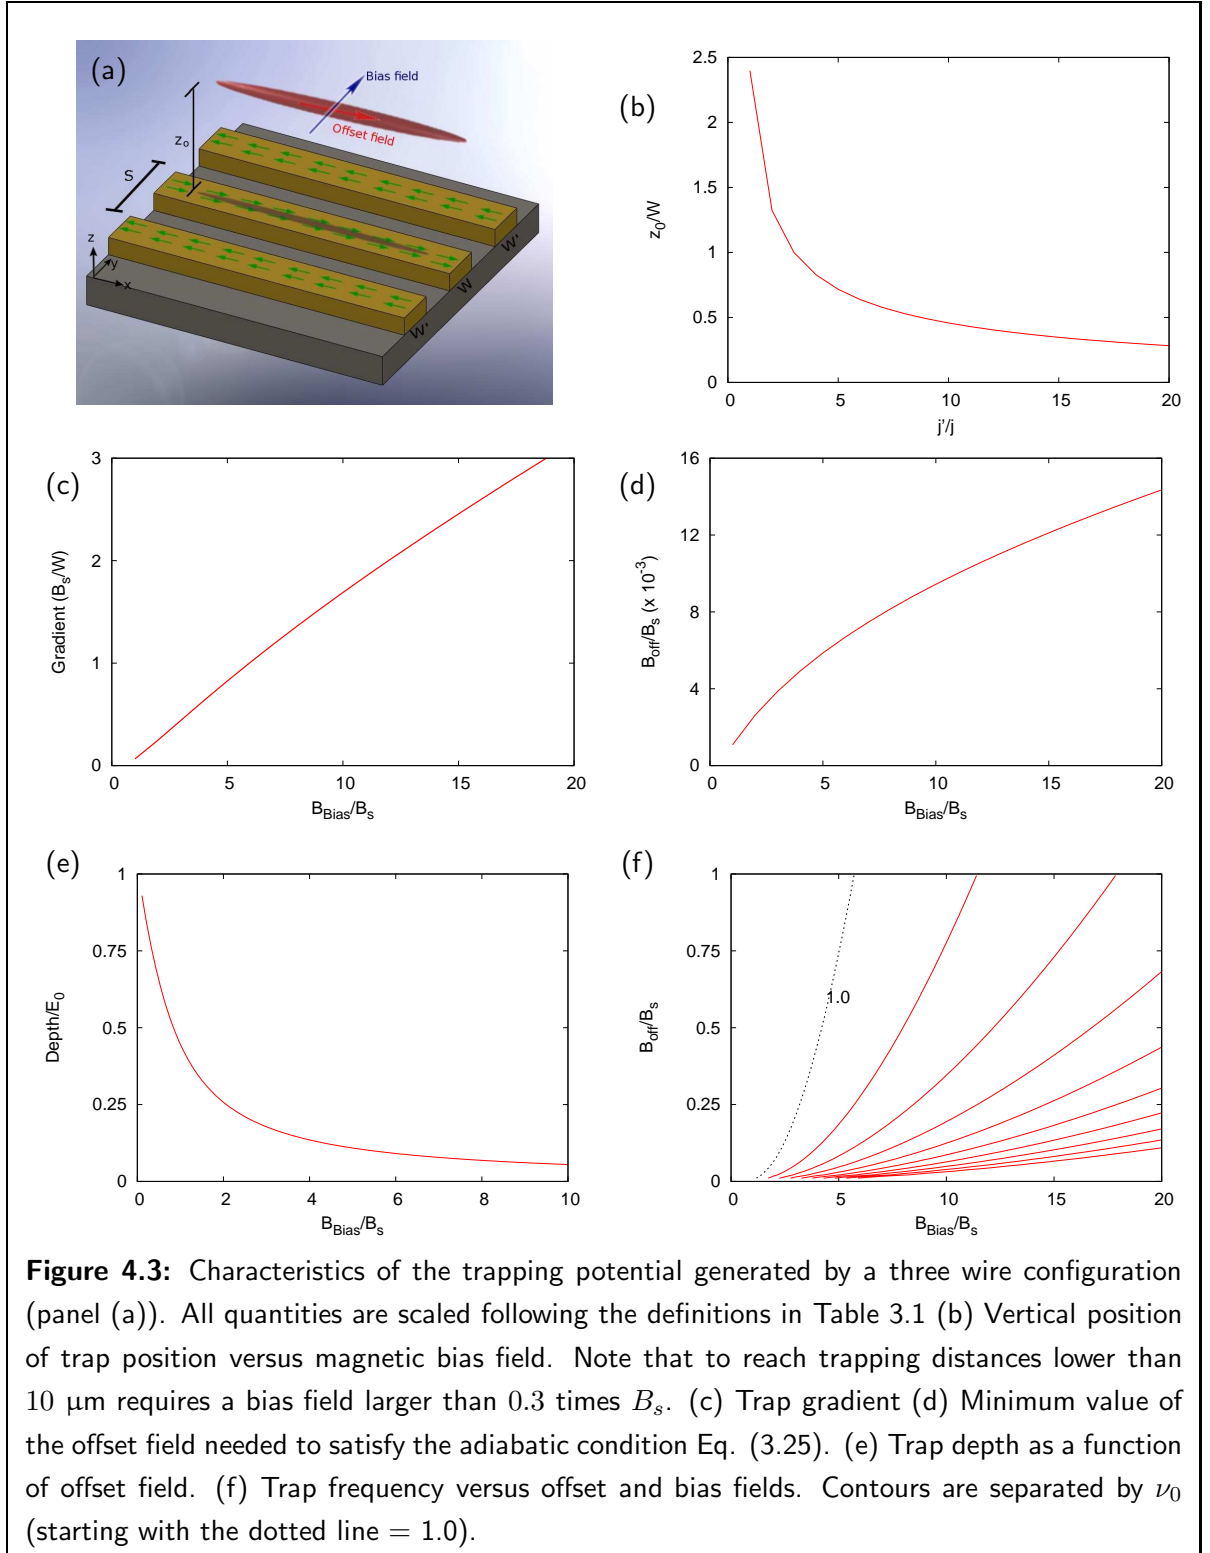 (a)
Bias field
Offset field
z₀
S
z
y
x
W'
W
W'
(b)
2.5
2
1.5
1
0.5
0
z₀/W
0 5 10 15 20
j'/j
(c)
3
2
1
0
Gradient (Bₛ/W)
0 5 10 15 20
B_Bias/Bₛ
(d)
16
12
8
4
0
B_off/Bₛ (x 10⁻³)
0 5 10 15 20
B_Bias/Bₛ
(e)
1
0.75
0.5
0.25
0
Depth/E₀
0 2 4 6 8 10
B_Bias/Bₛ
(f)
1
0.75
0.5
0.25
0
B_off/Bₛ
1.0
0 5 10 15 20
B_Bias/Bₛ
Figure 4.3: Characteristics of the trapping potential generated by a three wire configuration
(panel (a)). All quantities are scaled following the definitions in Table 3.1 (b) Vertical position
of trap position versus magnetic bias field. Note that to reach trapping distances lower than
10 μm requires a bias field larger than 0.3 times Bₛ. (c) Trap gradient (d) Minimum value of
the offset field needed to satisfy the adiabatic condition Eq. (3.25). (e) Trap depth as a function
of offset field. (f) Trap frequency versus offset and bias fields. Contours are separated by ν₀
(starting with the dotted line = 1.0).